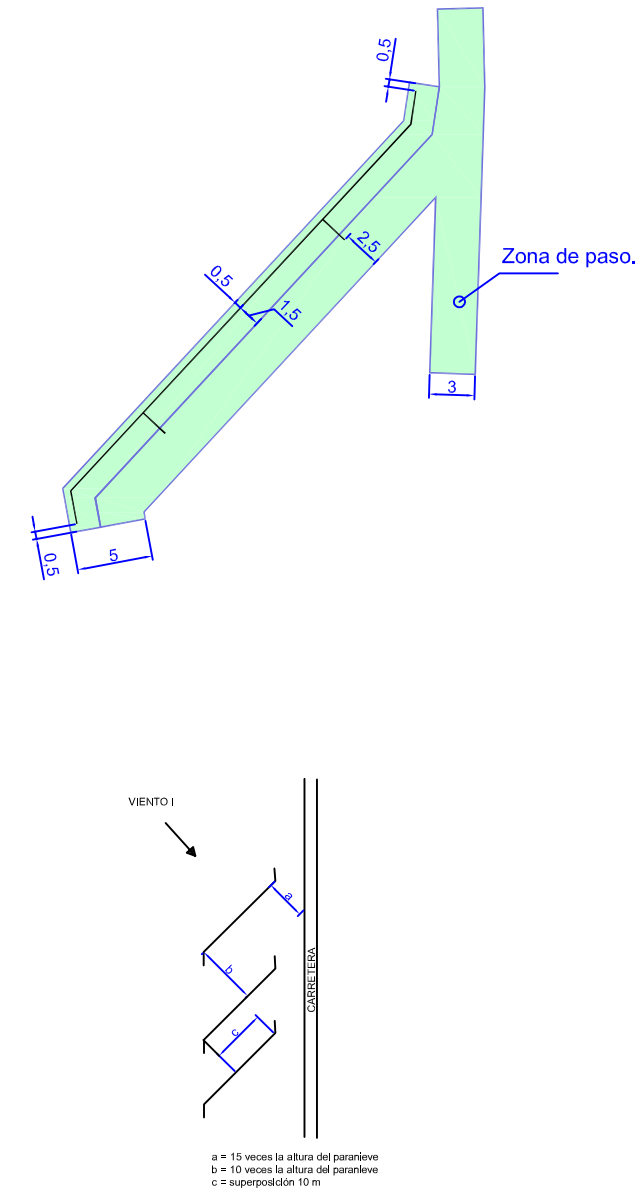 0,5
2,5
Zona de paso.
0,5
1,5
3
5
0,5
VIENTO I
a
b
c
CARRETERA
a = 15 veces la altura del paranieve
b = 10 veces la altura del paranieve
c = superposición 10 m